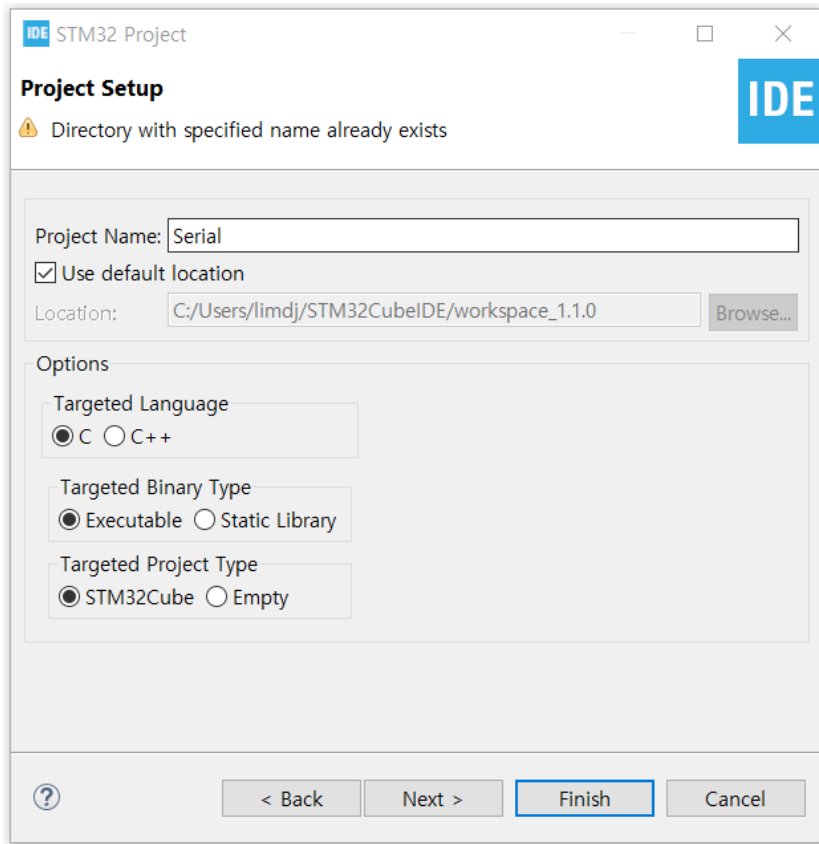 IDE STM32 Project
Project Setup
Directory with specified name already exists
IDE
Project Name: Serial
Use default location
Location: C:/Users/limdj/STM32CubeIDE/workspace_1.1.0 Browse...
Options
Targeted Language
C C++
Targeted Binary Type
Executable Static Library
Targeted Project Type
STM32Cube Empty
? < Back Next > Finish Cancel